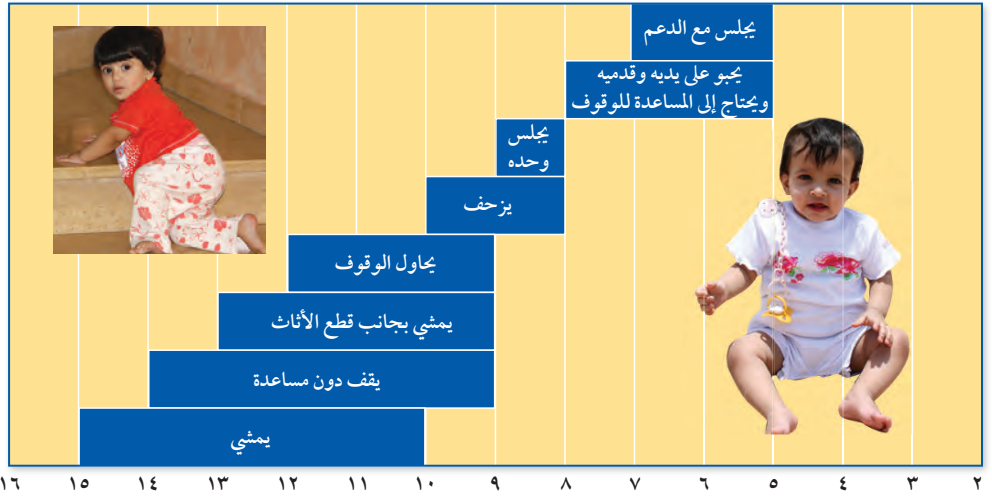 يجلس مع الدعم
يحبو على يديه وقدميه
ويحتاج إلى المساعدة للوقوف
يجلس
وحده
يزحف
يحاول الوقوف
يمشي بجانب قطع الأثاث
يقف دون مساعدة
يمشي
٢ ٣ ٤ ٥ ٦ ٧ ٨ ٩ ١٠ ١١ ١٢ ١٣ ١٤ ١٥ ١٦